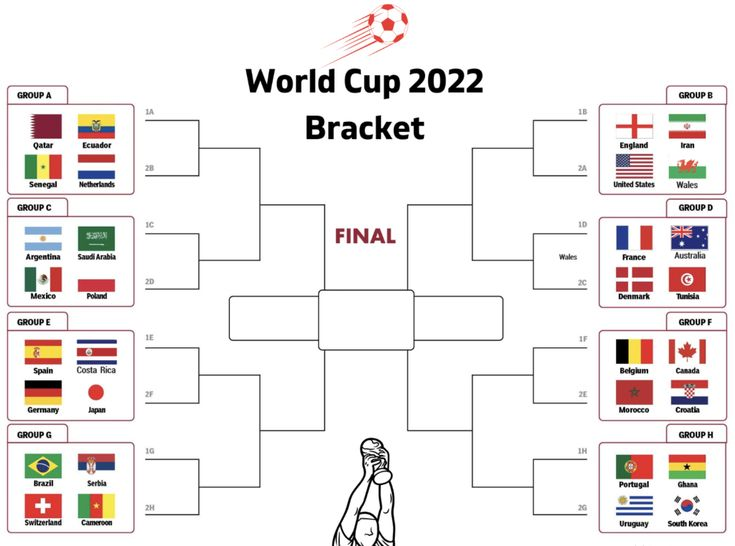 World Cup 2022
Bracket
GROUP A
Qatar Ecuador
Senegal Netherlands
GROUP C
Argentina Saudi Arabia
Mexico Poland
GROUP E
Spain Costa Rica
Germany Japan
GROUP G
Brazil Serbia
Switzerland Cameroon
1A
2B
1C
2D
1E
2F
1G
2H
FINAL
1B
2A
1D
Wales
2C
1F
2E
1H
2G
GROUP B
England Iran
United States Wales
GROUP D
France Australia
Denmark Tunisia
GROUP F
Belgium Canada
Morocco Croatia
GROUP H
Portugal Ghana
Uruguay South Korea